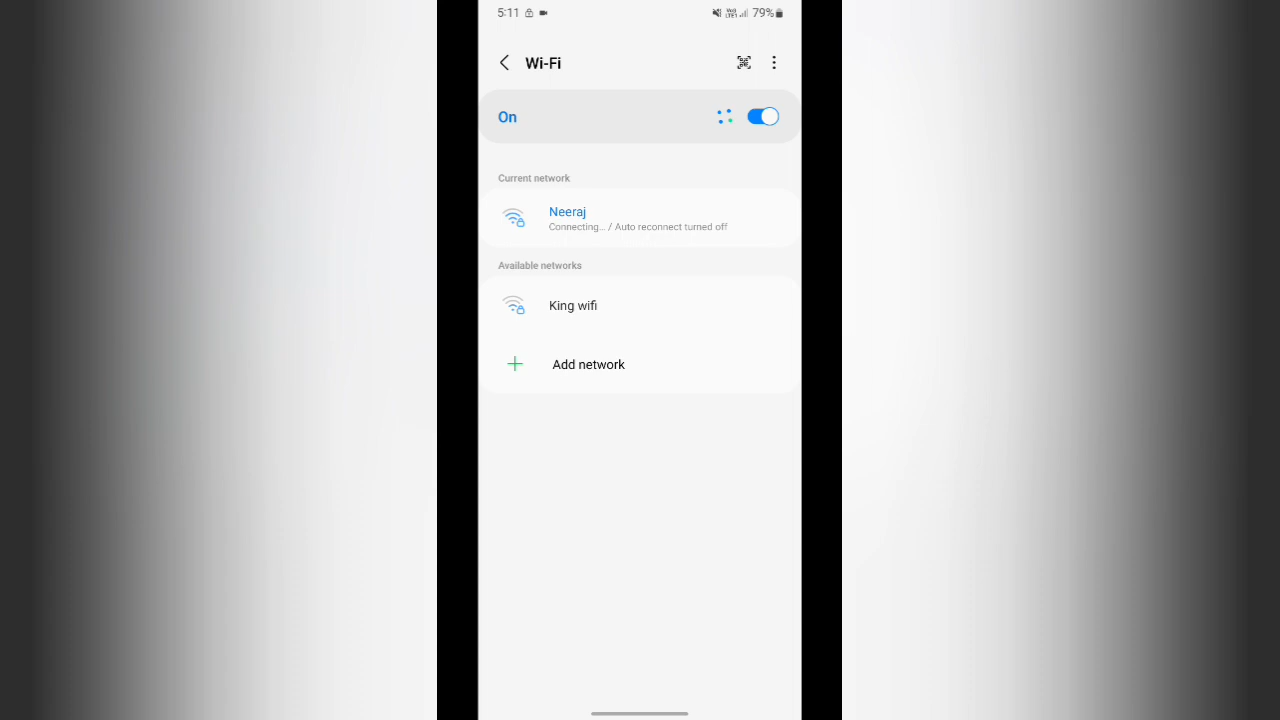 5:11
79%
Wi-Fi
On
Current network
Neeraj
Connecting... / Auto reconnect turned off
Available networks
King wifi
Add network